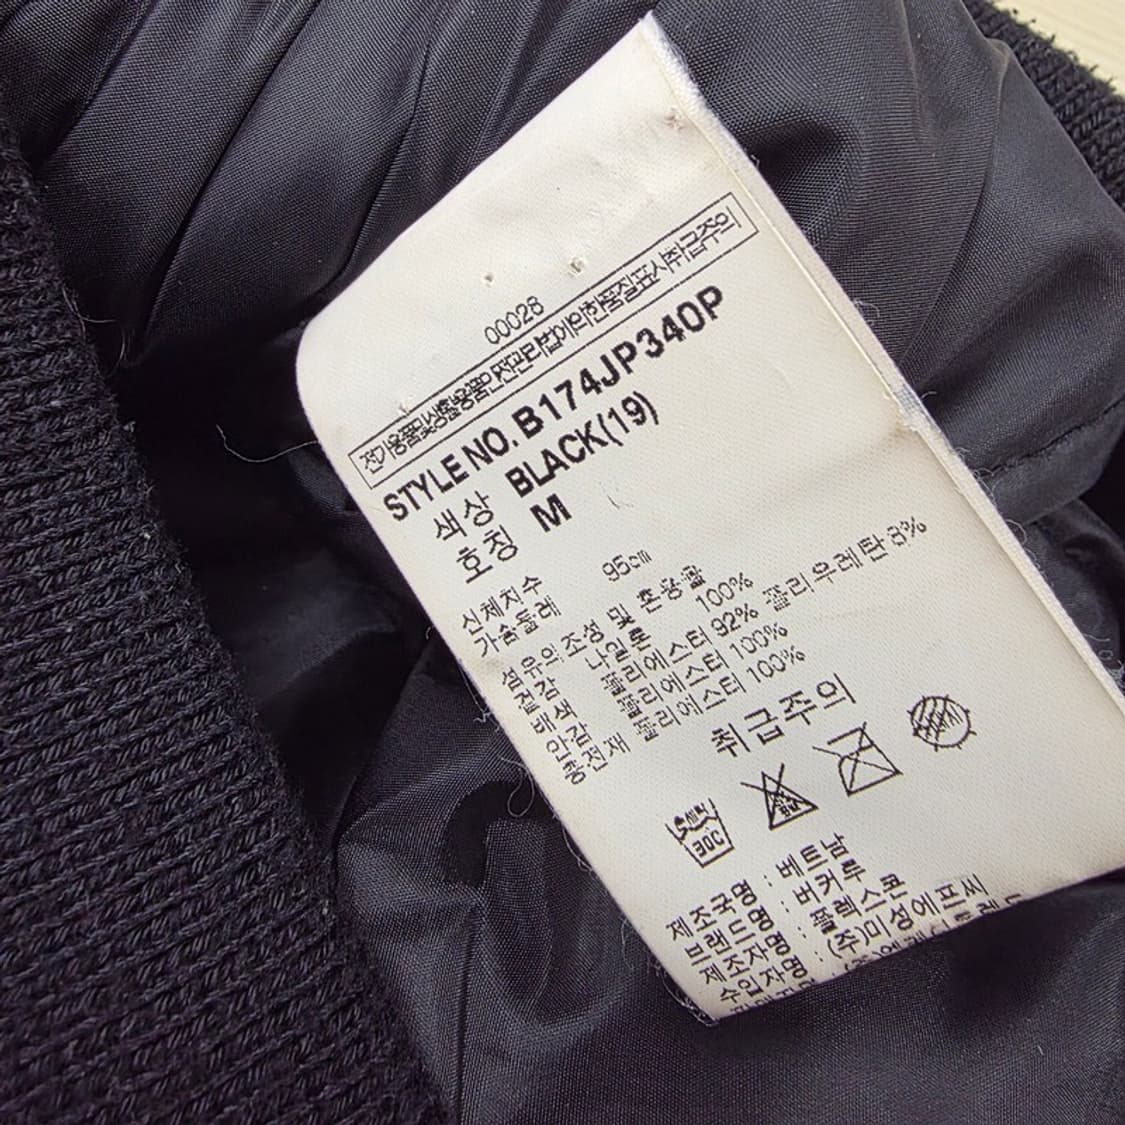 00028
전기용품및생활용품안전관리법에의한품질표시취급주의
STYLE NO. B174JP340P
색상 BLACK(19)
호칭 M
신체치수
가슴둘레 95cm
섬유의 조성 및 혼용율
겉감 나일론 100%
배색 폴리에스터 92% 폴리우레탄 8%
안감 폴리에스터 100%
충전재 폴리에스터 100%
취급주의
제조국명 : 베트남
브랜드명 : 버커루
제조자명 : 플렉스콘
수입자명 : (주)미성에프씨